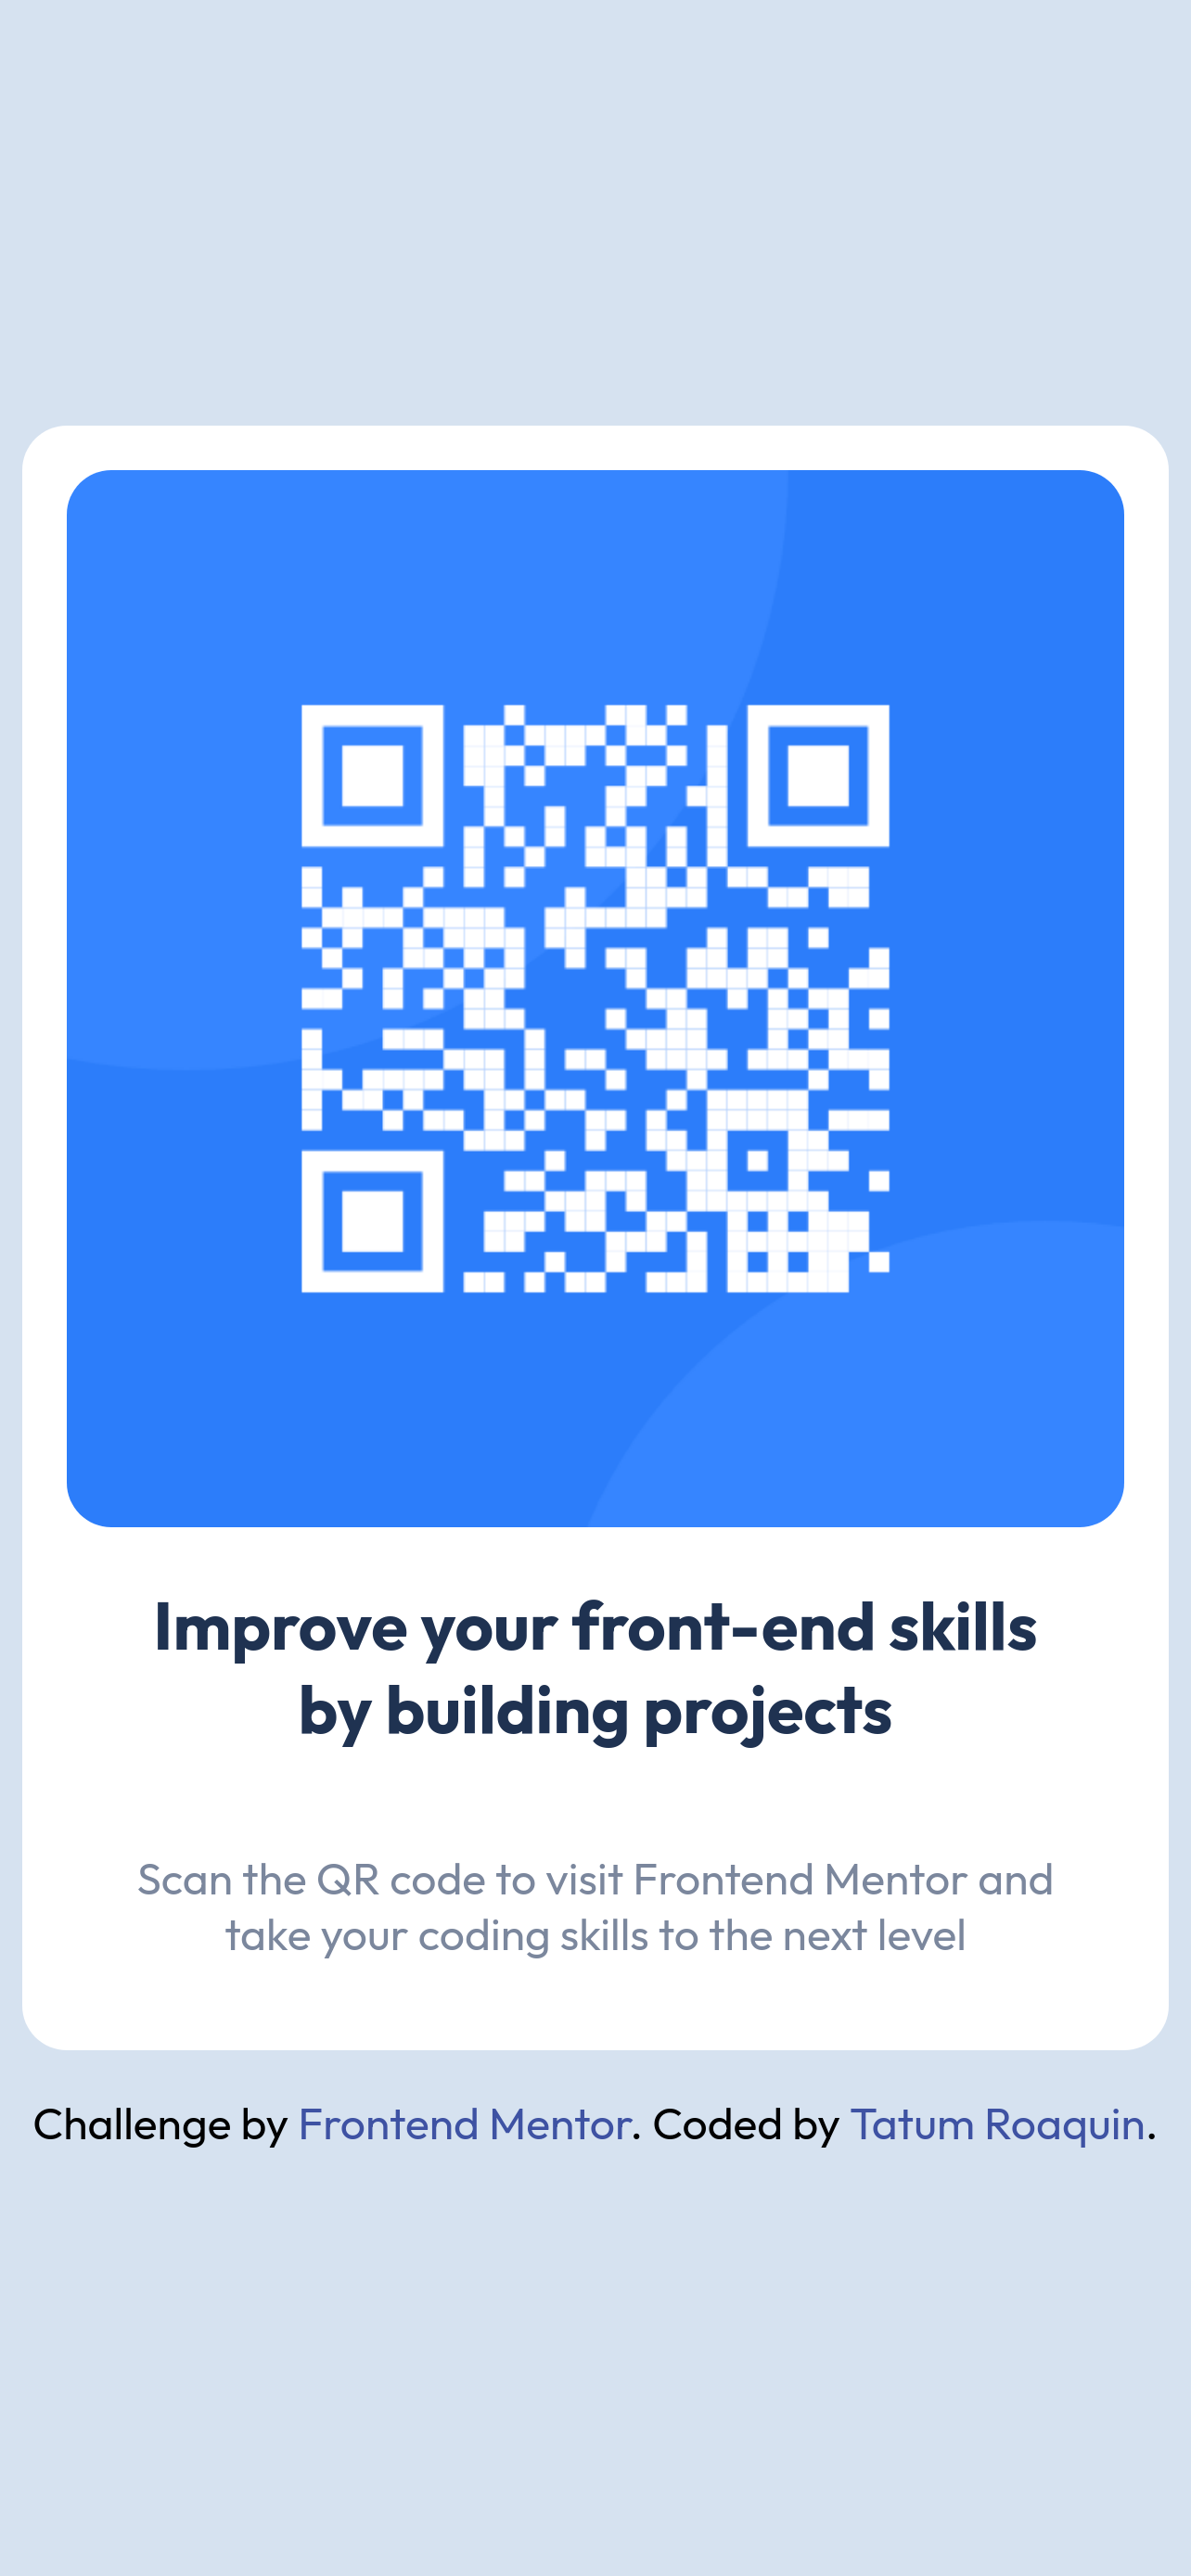 Improve your front-end skills
by building projects
Scan the QR code to visit Frontend Mentor and
take your coding skills to the next level
Challenge by Frontend Mentor. Coded by Tatum Roaquin.